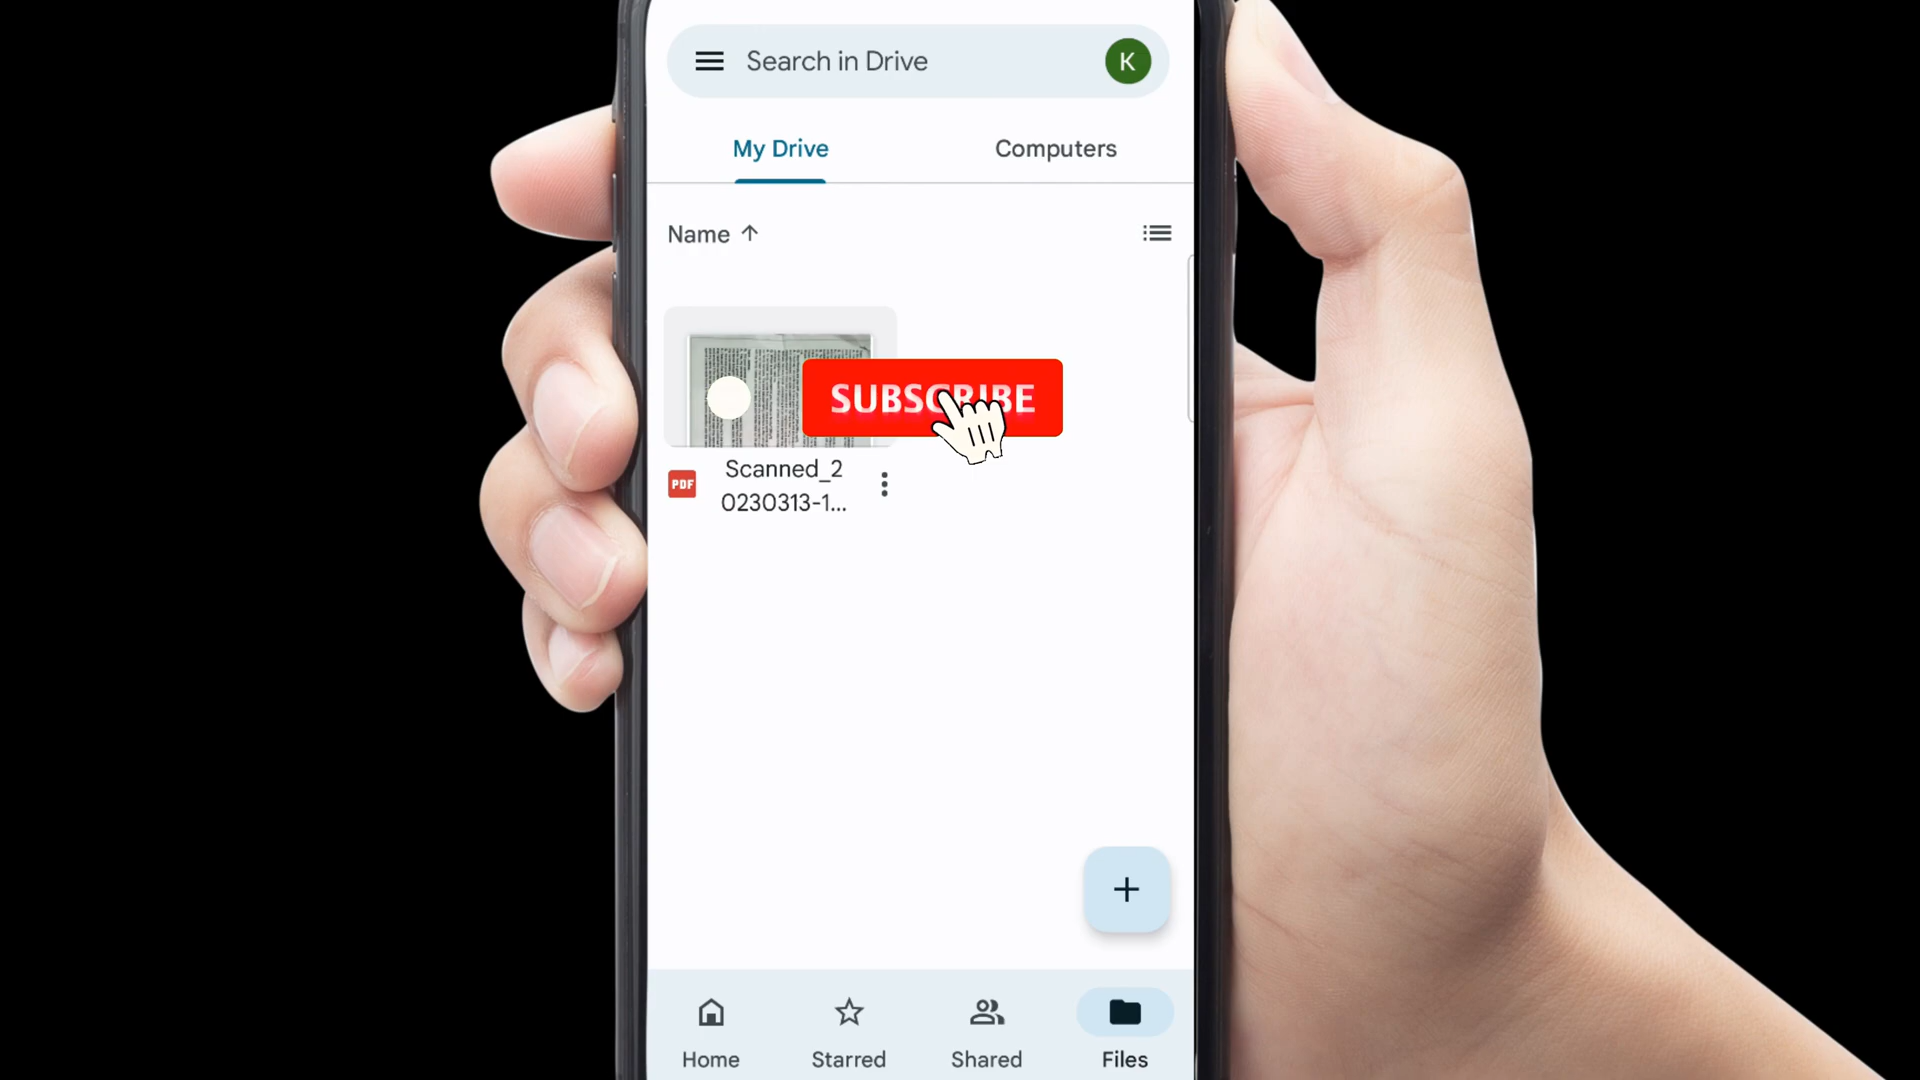 Search in Drive
K
My Drive
Computers
Name
SUBSCRIBE
PDF
Scanned_2
0230313-1...
Home
Starred
Shared
Files